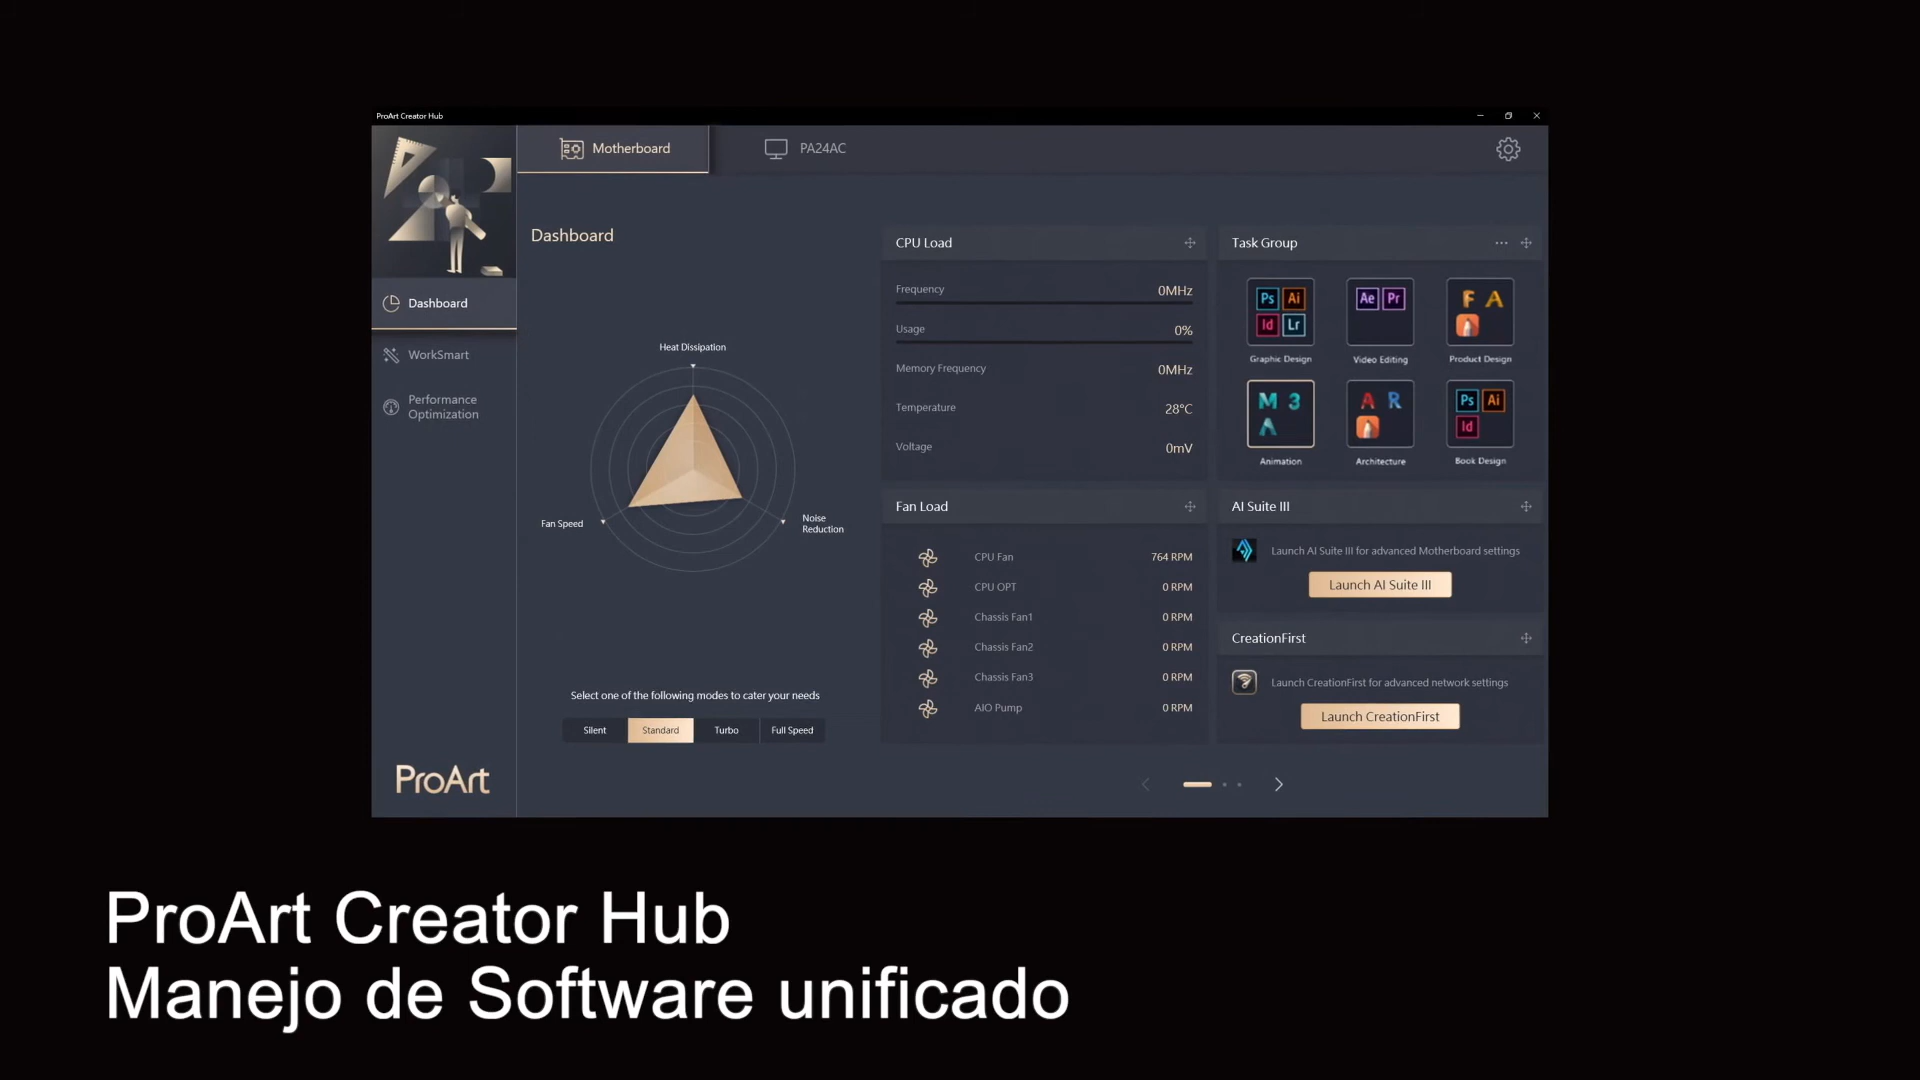 ProArt Creator Hub
Motherboard
PA24AC
Dashboard
WorkSmart
Performance
Optimization
ProArt
Dashboard
Heat Dissipation
Fan Speed
Noise
Reduction
Select one of the following modes to cater your needs
Silent
Standard
Turbo
Full Speed
CPU Load
Frequency 0MHz
Usage 0%
Memory Frequency 0MHz
Temperature 28°C
Voltage 0mV
Fan Load
CPU Fan 764 RPM
CPU OPT 0 RPM
Chassis Fan1 0 RPM
Chassis Fan2 0 RPM
Chassis Fan3 0 RPM
AIO Pump 0 RPM
Task Group
Ps Ai
Id Lr
Graphic Design
Ae Pr
Video Editing
F A
Product Design
M 3
A
Animation
A R
Architecture
Ps Ai
Id
Book Design
AI Suite III
Launch AI Suite III for advanced Motherboard settings
Launch AI Suite III
CreationFirst
Launch CreationFirst for advanced network settings
Launch CreationFirst
ProArt Creator Hub
Manejo de Software unificado